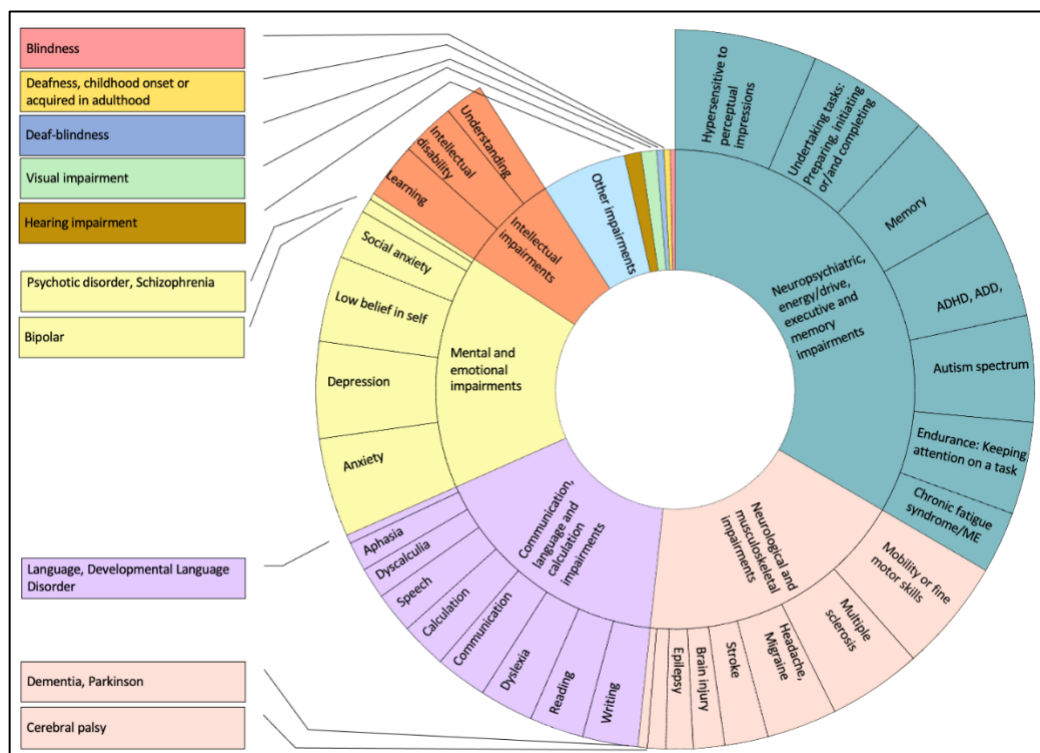 Blindness
Deafness, childhood onset or
acquired in adulthood
Deaf-blindness
Visual impairment
Hearing impairment
Psychotic disorder, Schizophrenia
Bipolar
Language, Developmental Language
Disorder
Dementia, Parkinson
Cerebral palsy
Hypersensitive to
perceptual
impressions
Undertaking tasks:
Preparing, initiating
or/and completing
Memory
ADHD, ADD,
Autism spectrum
Endurance: Keeping
attention on a task
Chronic fatigue
syndrome/ME
Neuropsychiatric,
energy/drive,
executive and
memory
impairments
Mobility or fine
motor skills
Multiple
sclerosis
Headache,
Migraine
Stroke
Brain injury
Epilepsy
Neurological and
musculoskeletal
impairments
Writing
Reading
Dyslexia
Communication
Calculation
Speech
Dyscalculia
Aphasia
Communication,
language and
calculation
impairments
Anxiety
Depression
Low belief in self
Social anxiety
Mental and
emotional
impairments
Learning
Intellectual
disability
Understanding
Intellectual
impairments
Other impairments